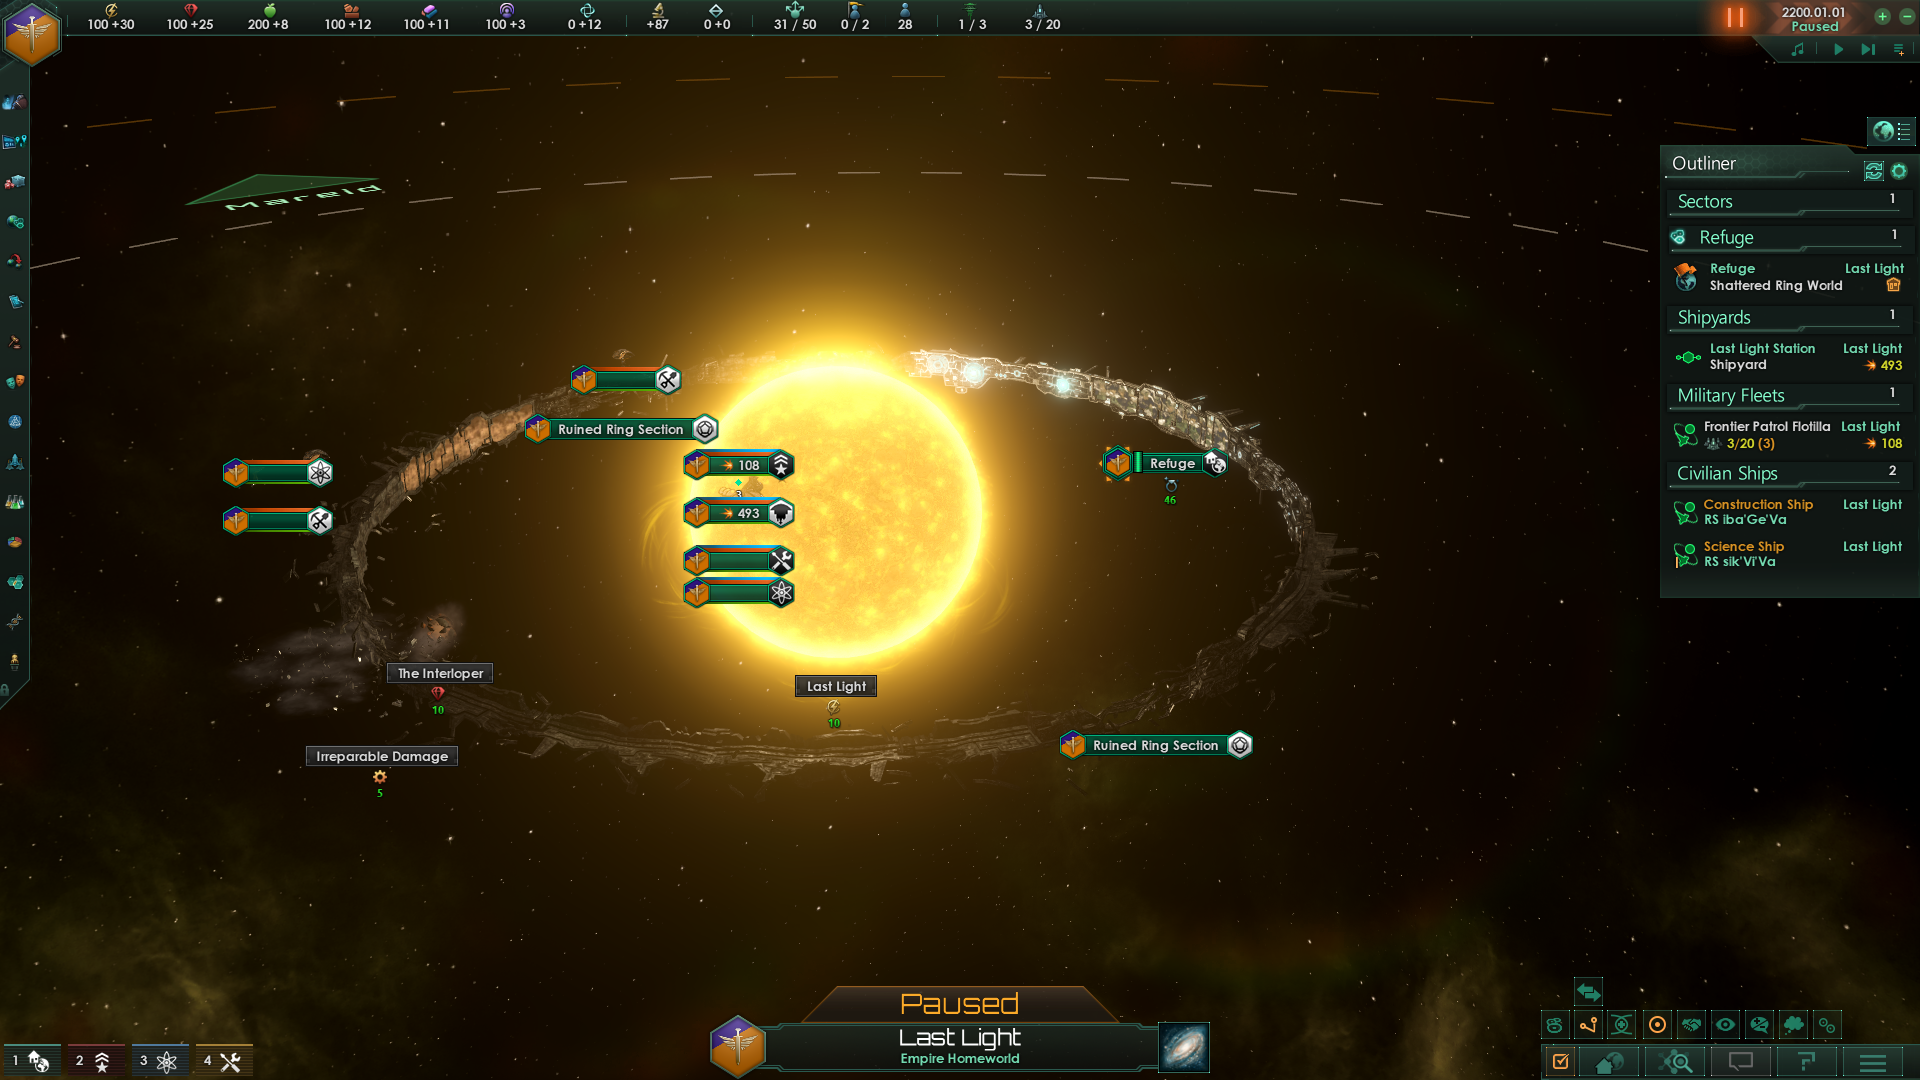 100 +30
100 +25
200 +8
100 +12
100 +11
100 +3
0 +12
+87
0 +0
31 / 50
0 / 2
28
1 / 3
3 / 20
2200.01.01
Paused
Mareld
Outliner
Sectors 1
Refuge 1
Refuge Last Light
Shattered Ring World
Shipyards 1
Last Light Station Last Light
Shipyard 493
Military Fleets 1
Frontier Patrol Flotilla Last Light
3/20 (3) 108
Civilian Ships 2
Construction Ship Last Light
RS iba'Ge'Va
Science Ship Last Light
RS sik'Vi'Va
Ruined Ring Section
108
3
493
Refuge
46
The Interloper
10
Last Light
10
Irreparable Damage
5
Ruined Ring Section
Paused
Last Light
Empire Homeworld
1
2
3
4